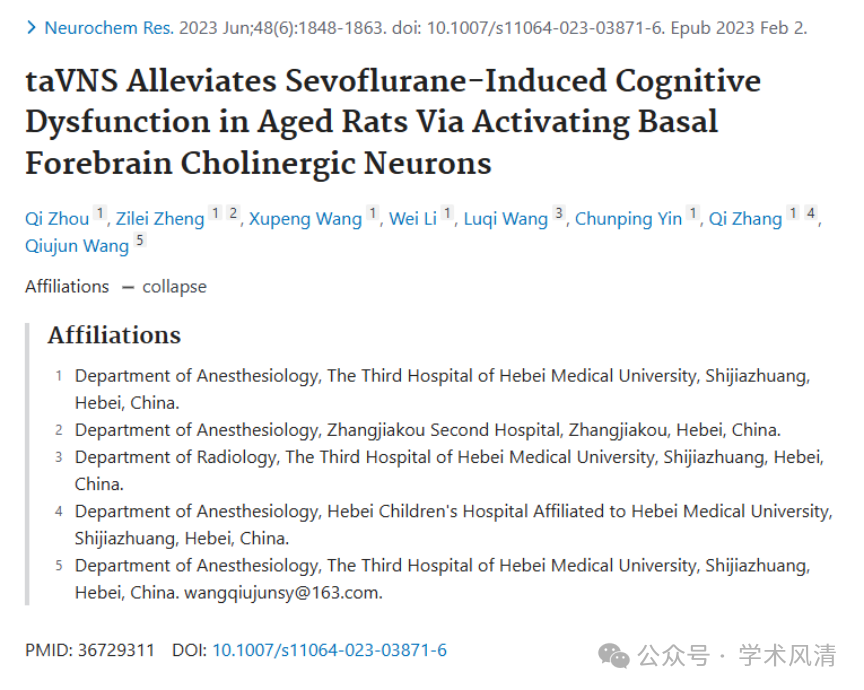 Neurochem Res. 2023 Jun;48(6):1848-1863. doi: 10.1007/s11064-023-03871-6. Epub 2023 Feb 2.
taVNS Alleviates Sevoflurane-Induced Cognitive
Dysfunction in Aged Rats Via Activating Basal
Forebrain Cholinergic Neurons
Qi Zhou 1, Zilei Zheng 1 2, Xupeng Wang 1, Wei Li 1, Luqi Wang 3, Chunping Yin 1, Qi Zhang 1 4,
Qiujun Wang 5
Affiliations — collapse
Affiliations
1 Department of Anesthesiology, The Third Hospital of Hebei Medical University, Shijiazhuang,
Hebei, China.
2 Department of Anesthesiology, Zhangjiakou Second Hospital, Zhangjiakou, Hebei, China.
3 Department of Radiology, The Third Hospital of Hebei Medical University, Shijiazhuang, Hebei,
China.
4 Department of Anesthesiology, Hebei Children's Hospital Affiliated to Hebei Medical University,
Shijiazhuang, Hebei, China.
5 Department of Anesthesiology, The Third Hospital of Hebei Medical University, Shijiazhuang,
Hebei, China. wangqiujunsy@163.com.
PMID: 36729311 DOI: 10.1007/s11064-023-03871-6
公众号 · 学术风清